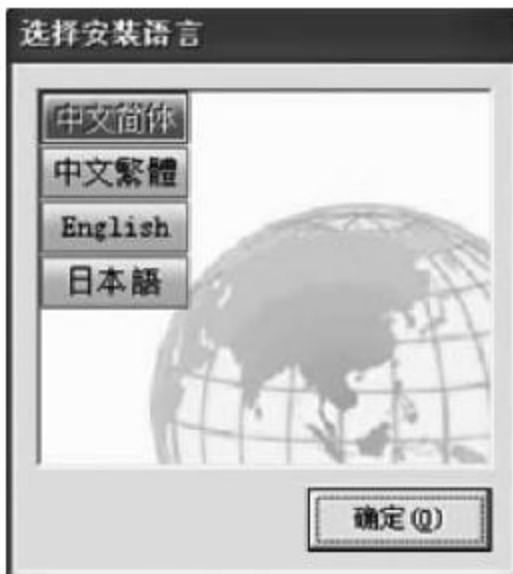 选择安装语言
中文简体
中文繁體
English
日本語
确定(O)